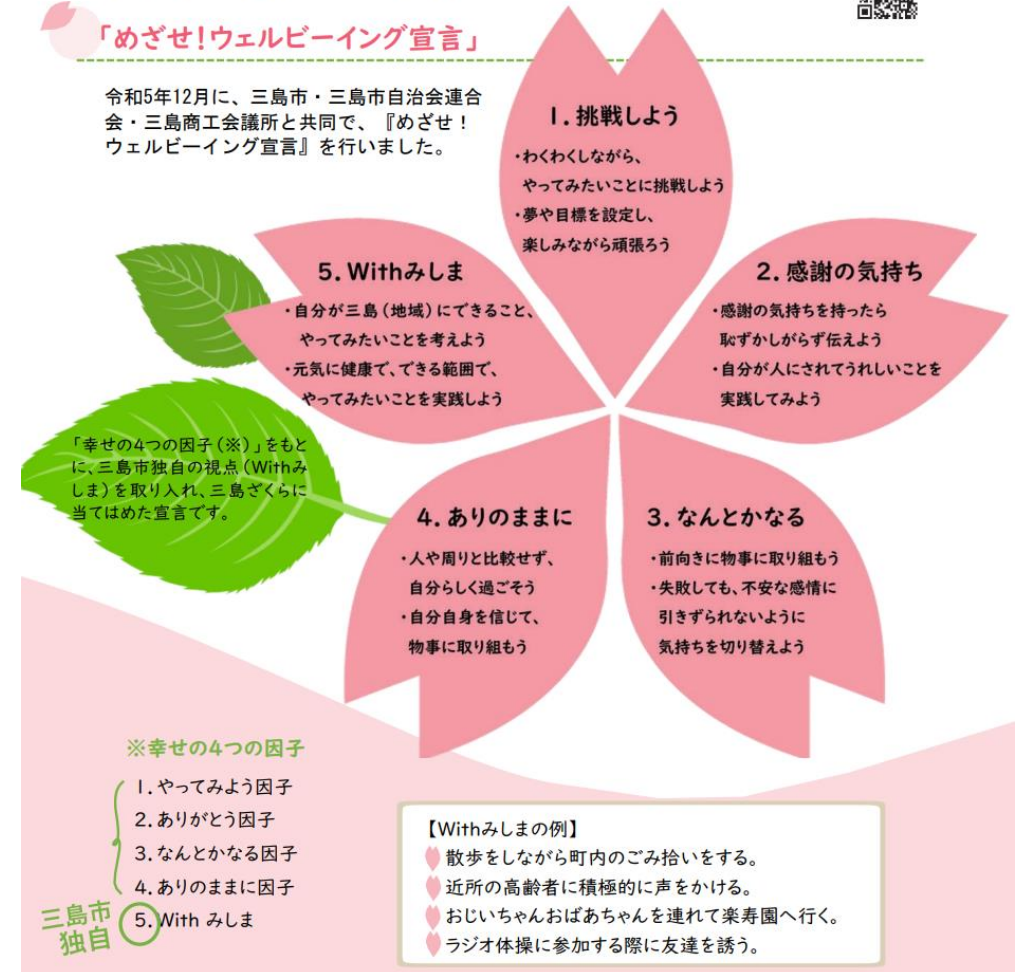 「めざせ!ウェルビーイング宣言」
令和5年12月に、三島市・三島市自治会連合
会・三島商工会議所と共同で、『めざせ！
ウェルビーイング宣言』を行いました。
1.挑戦しよう
・わくわくしながら、
やってみたいことに挑戦しよう
・夢や目標を設定し、
楽しみながら頑張ろう
2.感謝の気持ち
・感謝の気持ちを持ったら
恥ずかしがらず伝えよう
・自分が人にされてうれしいことを
実践してみよう
3.なんとかなる
・前向きに物事に取り組もう
・失敗しても、不安な感情に
引きずられないように
気持ちを切り替えよう
4.ありのままに
・人や周りと比較せず、
自分らしく過ごそう
・自分自身を信じて、
物事に取り組もう
5.Withみしま
・自分が三島(地域)にできること、
やってみたいことを考えよう
・元気に健康で、できる範囲で、
やってみたいことを実践しよう
「幸せの4つの因子(※)」をもと
に、三島市独自の視点(Withみ
しま)を取り入れ、三島ざくらに
当てはめた宣言です。
※幸せの4つの因子
1.やってみよう因子
2.ありがとう因子
3.なんとかなる因子
4.ありのままに因子
5.With みしま
三島市
独自
【Withみしまの例】
散歩をしながら町内のごみ拾いをする。
近所の高齢者に積極的に声をかける。
おじいちゃんおばあちゃんを連れて楽寿園へ行く。
ラジオ体操に参加する際に友達を誘う。